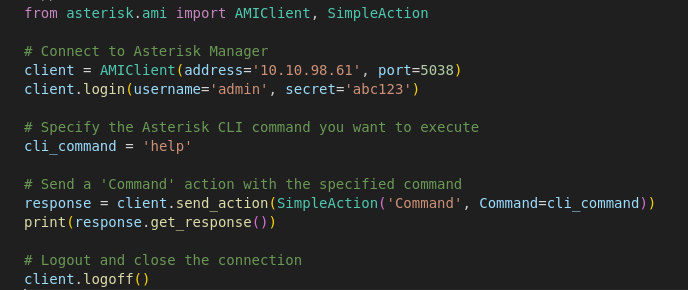 from asterisk.ami import AMIClient, SimpleAction
# Connect to Asterisk Manager
client = AMIClient(address='10.10.98.61', port=5038)
client.login(username='admin', secret='abc123')
# Specify the Asterisk CLI command you want to execute
cli_command = 'help'
# Send a 'Command' action with the specified command
response = client.send_action(SimpleAction('Command', Command=cli_command))
print(response.get_response())
# Logout and close the connection
client.logoff()